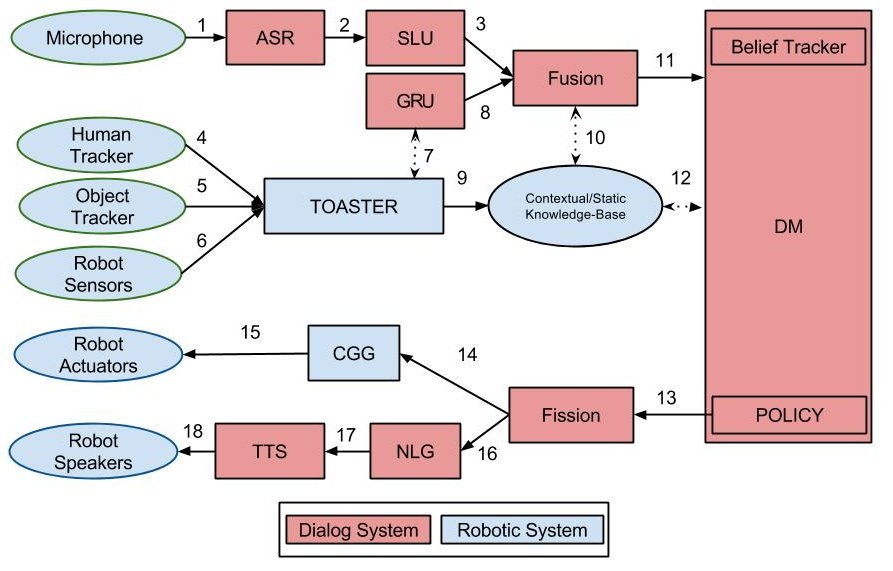 Microphone
1
ASR
2
SLU
3
GRU
8
Fusion
11
Belief Tracker
Human
Tracker
4
Object
Tracker
5
Robot
Sensors
6
TOASTER
7
9
10
Contextual/Static
Knowledge-Base
12
DM
Robot
Actuators
15
CGG
14
Fission
13
POLICY
Robot
Speakers
18
TTS
17
NLG
16
Dialog System
Robotic System